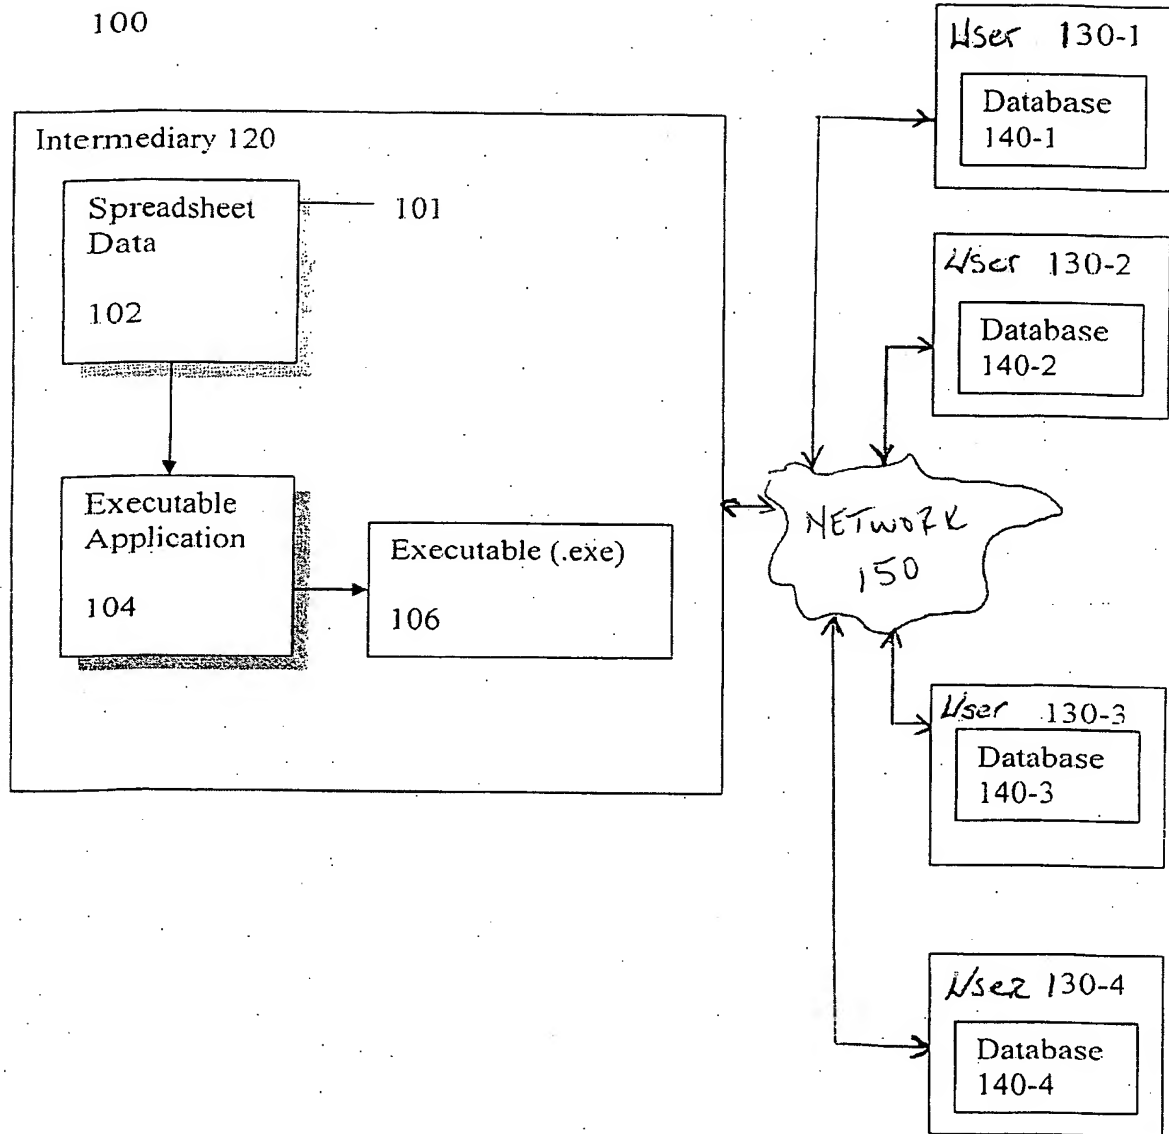 100
Intermediary 120
Spreadsheet
Data
102
101
Executable
Application
104
Executable (.exe)
106
User 130-1
Database
140-1
User 130-2
Database
140-2
NETWORK
150
User 130-3
Database
140-3
User 130-4
Database
140-4